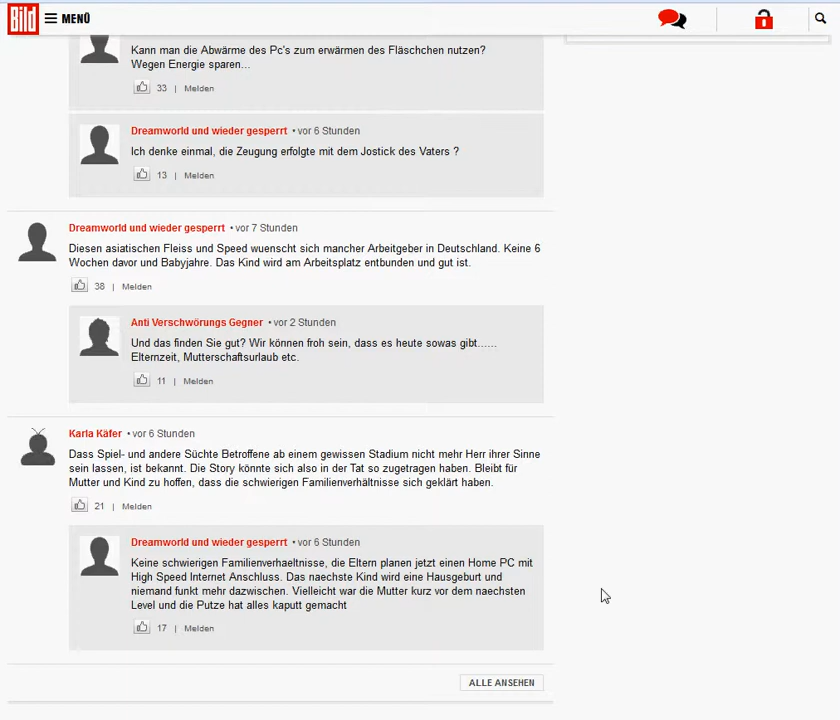 Bild MENÜ
Kann man die Abwärme des Pc's zum erwärmen des Fläschchen nutzen?
Wegen Energie sparen...
33 | Melden
Dreamworld und wieder gesperrt • vor 6 Stunden
Ich denke einmal, die Zeugung erfolgte mit dem Jostick des Vaters ?
13 | Melden
Dreamworld und wieder gesperrt • vor 7 Stunden
Diesen asiatischen Fleiss und Speed wuenscht sich mancher Arbeitgeber in Deutschland. Keine 6
Wochen davor und Babyjahre. Das Kind wird am Arbeitsplatz entbunden und gut ist.
38 | Melden
Anti Verschwörungs Gegner • vor 2 Stunden
Und das finden Sie gut? Wir können froh sein, dass es heute sowas gibt......
Elternzeit, Mutterschaftsurlaub etc.
11 | Melden
Karla Käfer • vor 6 Stunden
Dass Spiel- und andere Süchte Betroffene ab einem gewissen Stadium nicht mehr Herr ihrer Sinne
sein lassen, ist bekannt. Die Story könnte sich also in der Tat so zugetragen haben. Bleibt für
Mutter und Kind zu hoffen, dass die schwierigen Familienverhältnisse sich geklärt haben.
21 | Melden
Dreamworld und wieder gesperrt • vor 6 Stunden
Keine schwierigen Familienverhaeltnisse, die Eltern planen jetzt einen Home PC mit
High Speed Internet Anschluss. Das naechste Kind wird eine Hausgeburt und
niemand funkt mehr dazwischen. Vielleicht war die Mutter kurz vor dem naechsten
Level und die Putze hat alles kaputt gemacht
17 | Melden
ALLE ANSEHEN